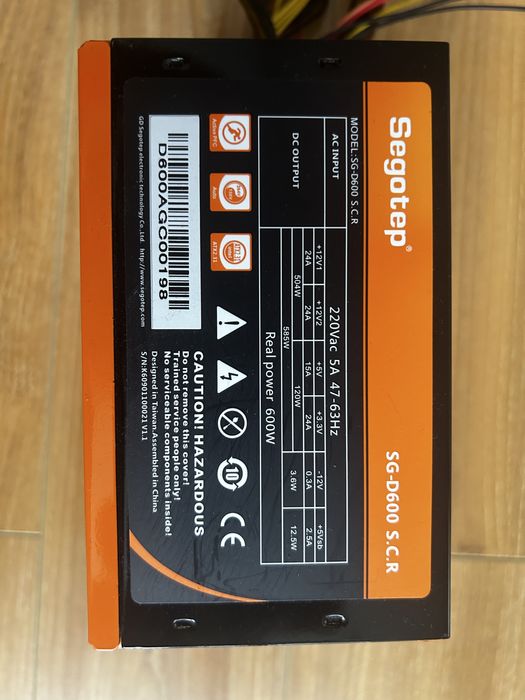 Segotep®
SG-D600 S.C.R
MODEL: SG-D600 S.C.R
AC INPUT 220Vac 5A 47-63Hz
DC OUTPUT +12V1 +12V2 +5V +3.3V -12V +5Vsb
24A 24A 15A 24A 0.3A 2.5A
504W 120W 3.6W 12.5W
585W
Real power 600W
Active PFC
Auto
ATX2.31
10
CE
D600AGC00198
GD Segotep electronic technology Co.,Ltd. http://www.segotep.com
CAUTION! HAZARDOUS
Do not remove this cover!
Trained service people only!
No serviceable components inside!
Designed in Taiwan.Assembled in China
S/N:K60901100021V1.1